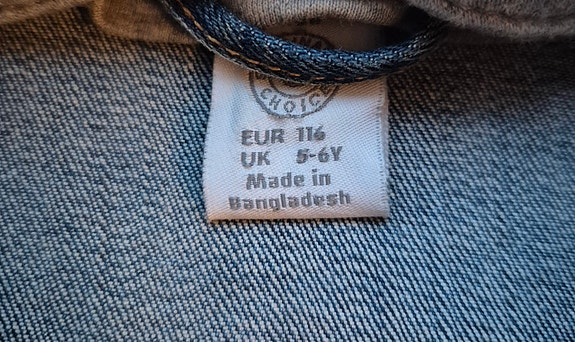 CHOICE
EUR 116
UK 5-6Y
Made in
Bangladesh